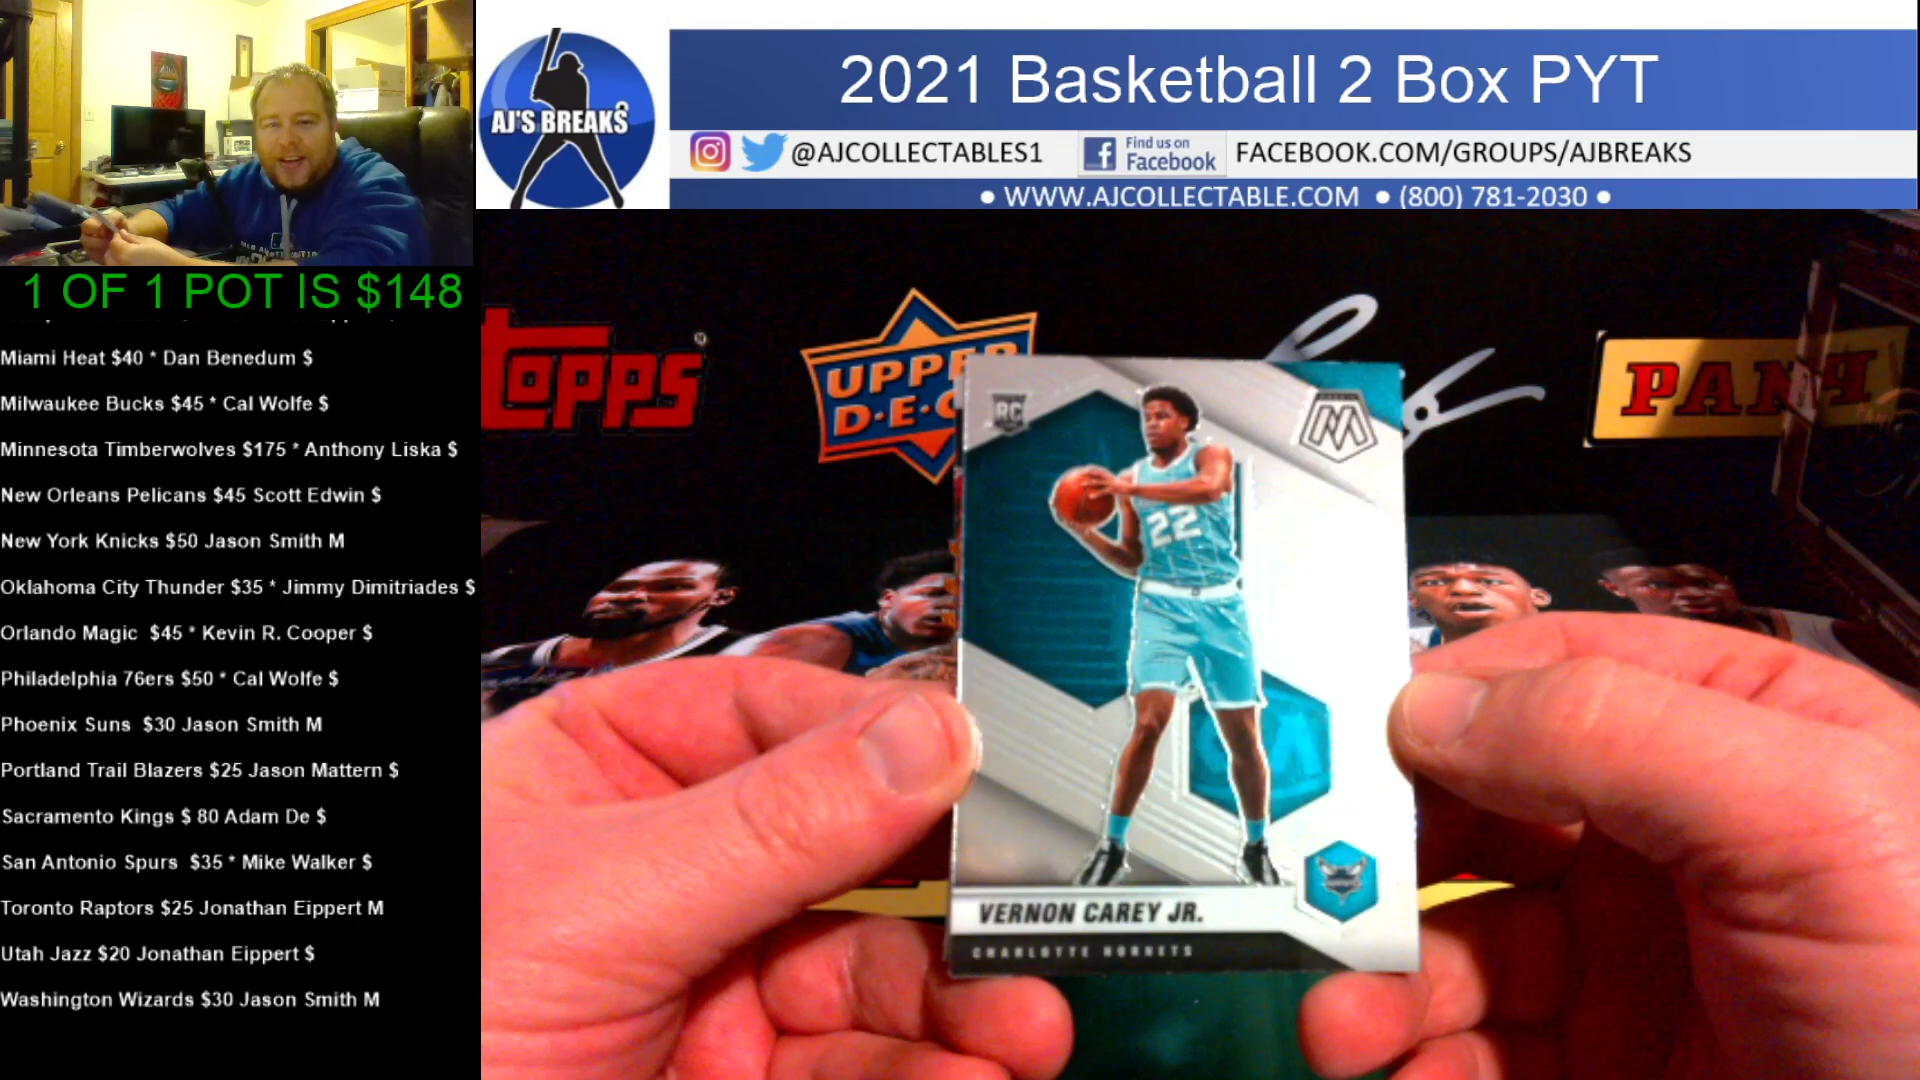 AJ'S BREAKS
2021 Basketball 2 Box PYT
@AJCOLLECTABLES1
Find us on
Facebook
FACEBOOK.COM/GROUPS/AJBREAKS
• WWW.AJCOLLECTABLE.COM • (800) 781-2030 •
1 OF 1 POT IS $148
Miami Heat $40 * Dan Benedum $
Milwaukee Bucks $45 * Cal Wolfe $
Minnesota Timberwolves $175 * Anthony Liska $
New Orleans Pelicans $45 Scott Edwin $
New York Knicks $50 Jason Smith M
Oklahoma City Thunder $35 * Jimmy Dimitriades $
Orlando Magic $45 * Kevin R. Cooper $
Philadelphia 76ers $50 * Cal Wolfe $
Phoenix Suns $30 Jason Smith M
Portland Trail Blazers $25 Jason Mattern $
Sacramento Kings $ 80 Adam De $
San Antonio Spurs $35 * Mike Walker $
Toronto Raptors $25 Jonathan Eippert M
Utah Jazz $20 Jonathan Eippert $
Washington Wizards $30 Jason Smith M
TOPPS
UPPER
RC
22
VERNON CAREY JR.
CHARLOTTE HORNETS